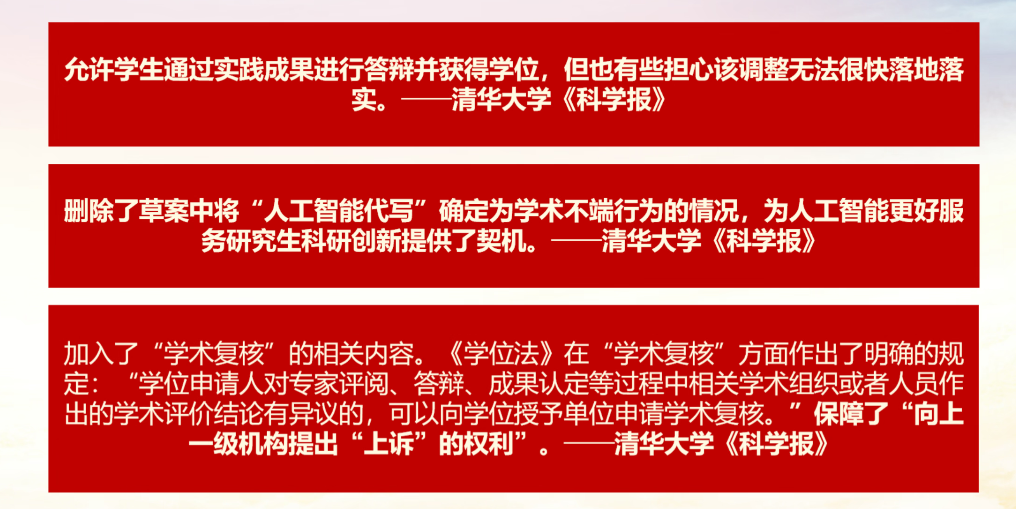 允许学生通过实践成果进行答辩并获得学位，但也有些担心该调整无法很快落地落
实。——清华大学《科学报》
删除了草案中将“人工智能代写”确定为学术不端行为的情况，为人工智能更好服
务研究生科研创新提供了契机。——清华大学《科学报》
加入了“学术复核”的相关内容。《学位法》在“学术复核”方面作出了明确的规
定：“学位申请人对专家评阅、答辩、成果认定等过程中相关学术组织或者人员作
出的学术评价结论有异议的，可以向学位授予单位申请学术复核。”保障了“向上
一级机构提出“上诉”的权利”。——清华大学《科学报》